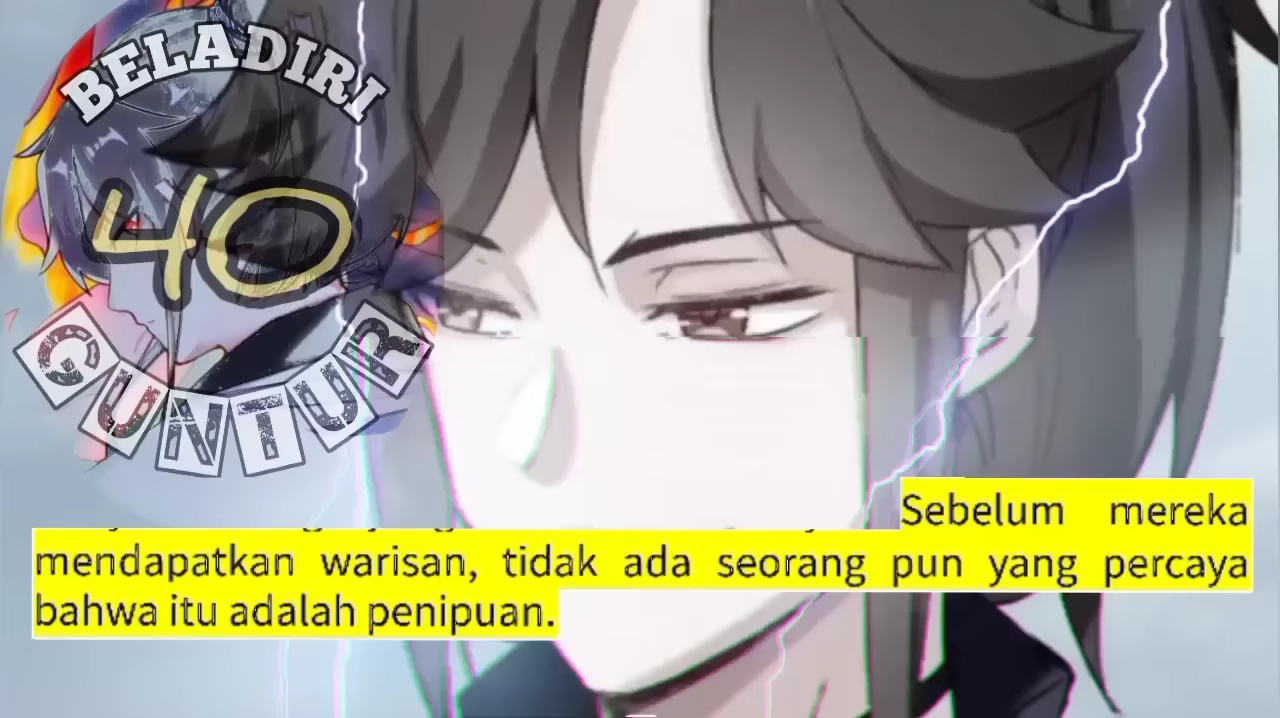 BELADIRI
40
GUNTUR
Sebelum mereka
mendapatkan warisan, tidak ada seorang pun yang percaya
bahwa itu adalah penipuan.